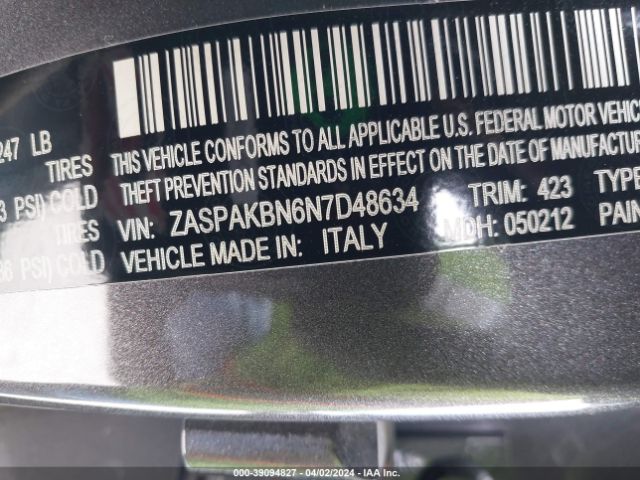 247 LB
TIRES
PSI) COLD
PSI) COLD
THIS VEHICLE CONFORMS TO ALL APPLICABLE U.S. FEDERAL MOTOR VEHIC
THEFT PREVENTION STANDARDS IN EFFECT ON THE DATE OF MANUFACTUR
VIN: ZASPAKBN6N7D48634 TRIM: 423 TYPE
VEHICLE MADE IN: ITALY MDH: 050212 PAIN
000-39094827 - 04/02/2024 - IAA Inc.